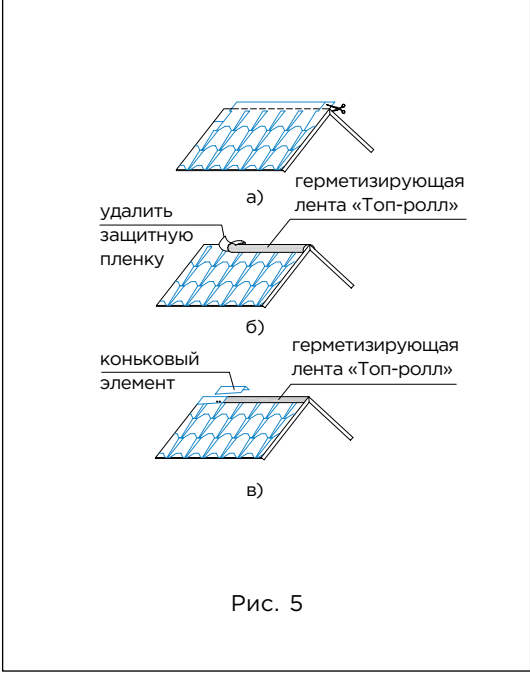 а)
герметизирующая
лента «Топ-ролл»
удалить
защитную
пленку
б)
герметизирующая
лента «Топ-ролл»
коньковый
элемент
в)
Рис. 5